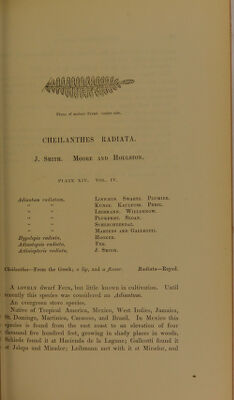 CHEILANTHES RADIATA.
J. SMITH. MOORE AND HOULSTON.
PLATE XIV. VOL. IV.
Adiantum radiatum, LINNÆUS. SWARTZ. PLUMIER.
" " KUNZE. KAULFUSS. PRESL.
" " LIEBMANN. WILLDENOW.
" " PLUKENET. SLOAN.
" " SCHLECHTENDAL.
" " MARTENS AND GALEOTTI.
Hypolepis radiata, HOOKER.
Adiantopsis radiata, FÉE.
Actiniopteris radiata, J. SMITH.
Cheilanthes—From the Greek; a lip, and a flower. Radiata—Rayed.
A LOVELY dwarf Fern, but little known in cultivation. Until
recently this species was considered an Adiantum.
An evergreen stove species.
Native of Tropical America, Mexico, West Indies, Jamaica,
St. Domingo, Martinica, Caraccas, and Brazil. In Mexico this
species is found from the east coast to an elevation of four
thousand five hundred feet, growing in shady places in woods.
Schiede found it at Hacienda de la Laguna; Galleotti found it
at Jalapa and Mirador; Leibmann met with it at Mirador, and